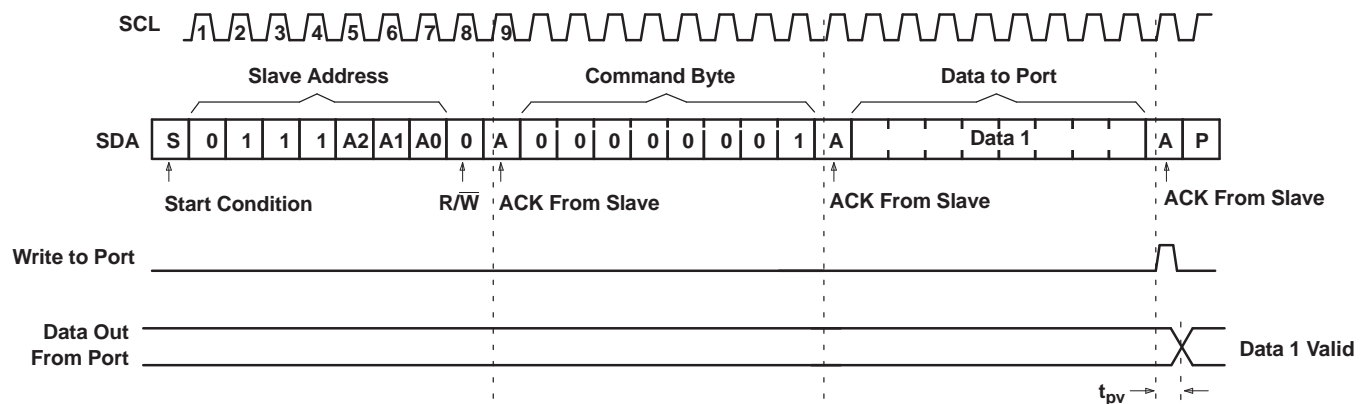 SCL 1 2 3 4 5 6 7 8 9
Slave Address Command Byte Data to Port
SDA S 0 1 1 1 A2 A1 A0 0 A 0 0 0 0 0 0 0 1 A Data 1 A P
Start Condition R/W̅ ACK From Slave ACK From Slave ACK From Slave
Write to Port
Data Out
From Port
Data 1 Valid
tpv